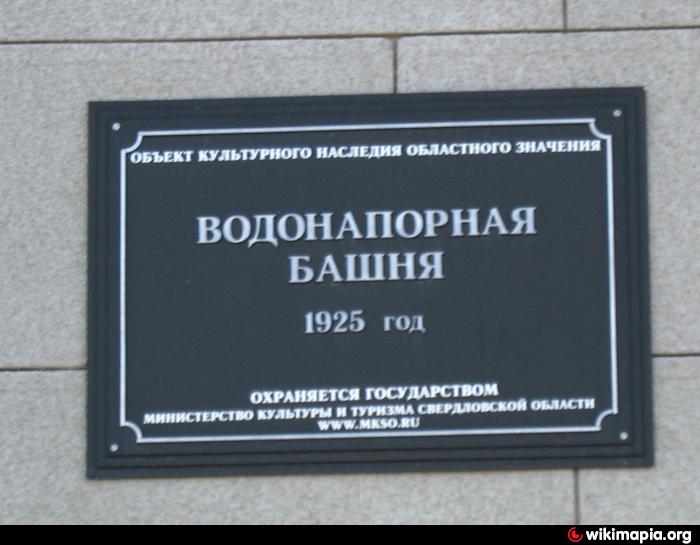 ОБЪЕКТ КУЛЬТУРНОГО НАСЛЕДИЯ ОБЛАСТНОГО ЗНАЧЕНИЯ
ВОДОНАПОРНАЯ
БАШНЯ
1925 год
ОХРАНЯЕТСЯ ГОСУДАРСТВОМ
МИНИСТЕРСТВО КУЛЬТУРЫ И ТУРИЗМА СВЕРДЛОВСКОЙ ОБЛАСТИ
WWW.MKSO.RU
wikimapia.org